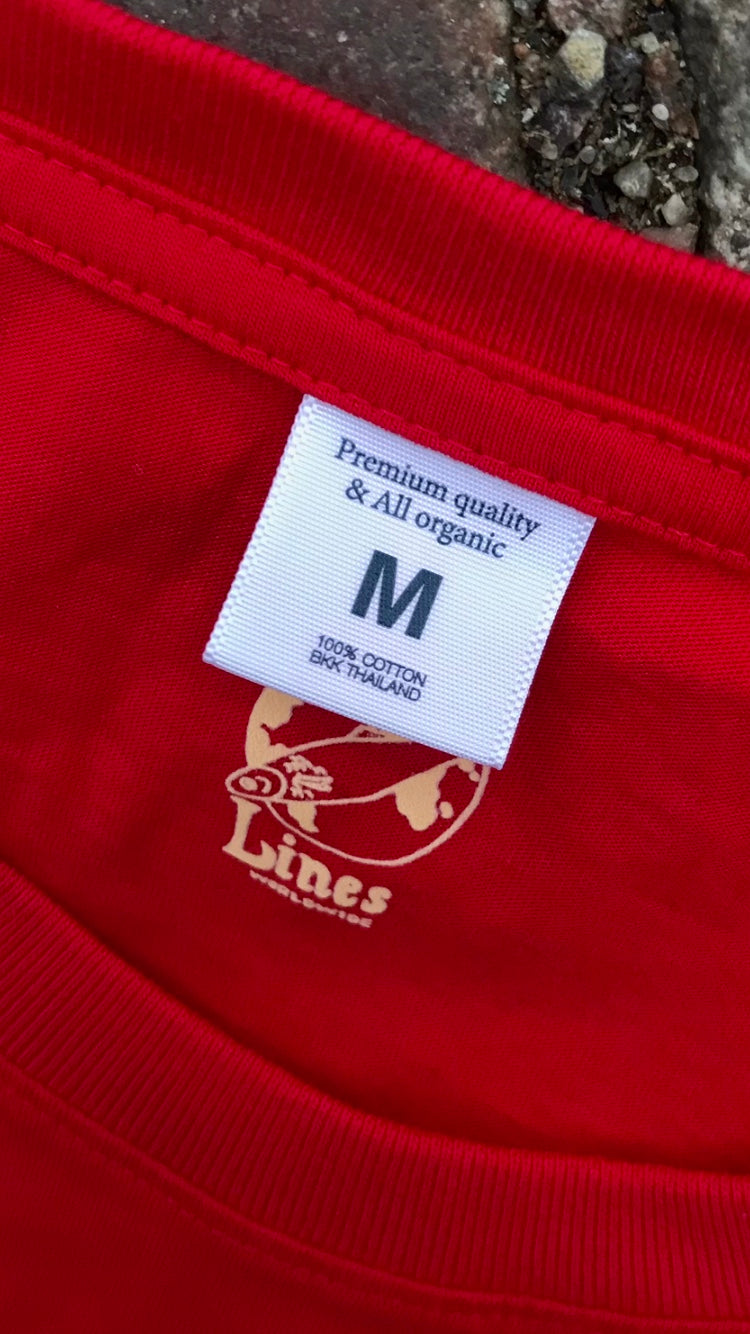 Premium quality
& All organic
M
100% COTTON
BKK THAILAND
Lines
WORLDWIDE